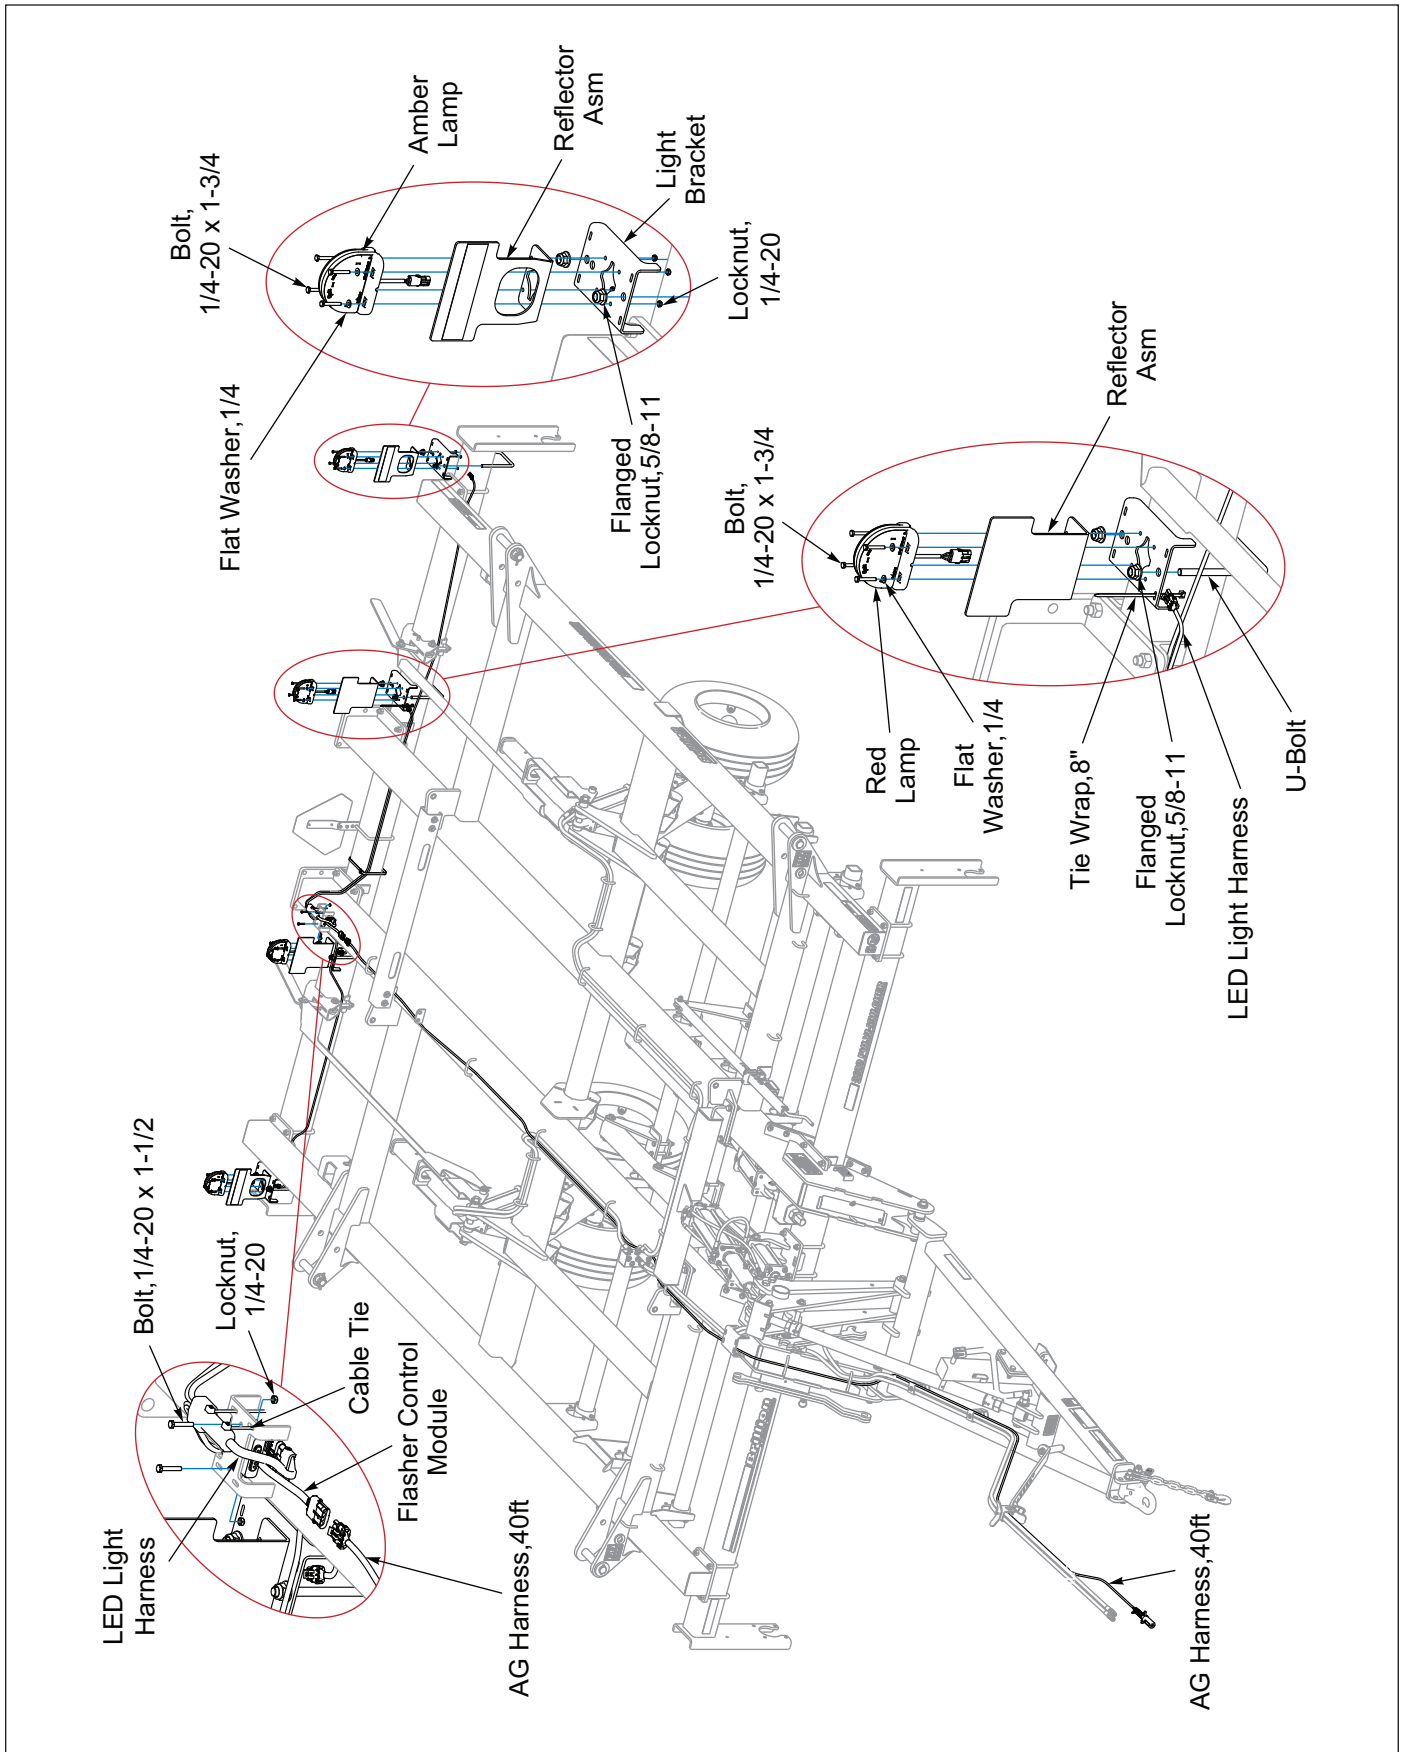 Bolt,
1/4-20 x 1-3/4
Amber
Lamp
Flat Washer,1/4
Reflector
Asm
Light
Bracket
Locknut,
1/4-20
Flanged
Locknut,5/8-11
Bolt,
1/4-20 x 1-3/4
Reflector
Asm
Red
Lamp
Flat
Washer,1/4
Tie Wrap,8"
Flanged
Locknut,5/8-11
LED Light Harness
U-Bolt
Bolt,1/4-20 x 1-1/2
Locknut,
1/4-20
Cable Tie
Flasher Control
Module
LED Light
Harness
AG Harness,40ft
AG Harness,40ft
Brillion